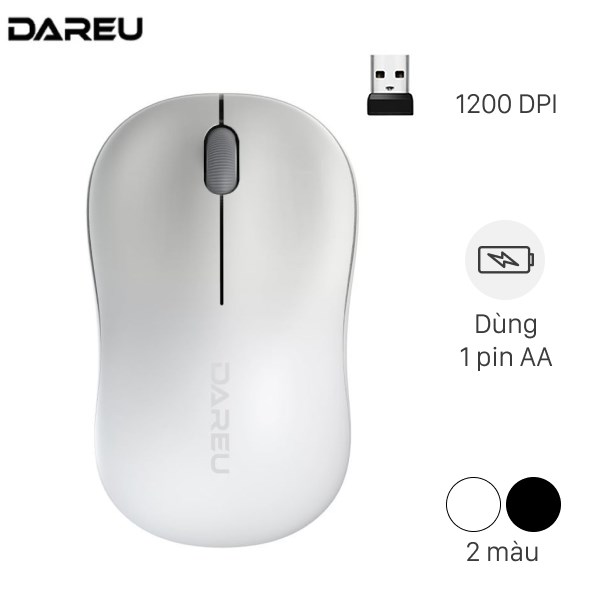 DAREU
1200 DPI
Dùng
1 pin AA
DAREU
2 màu